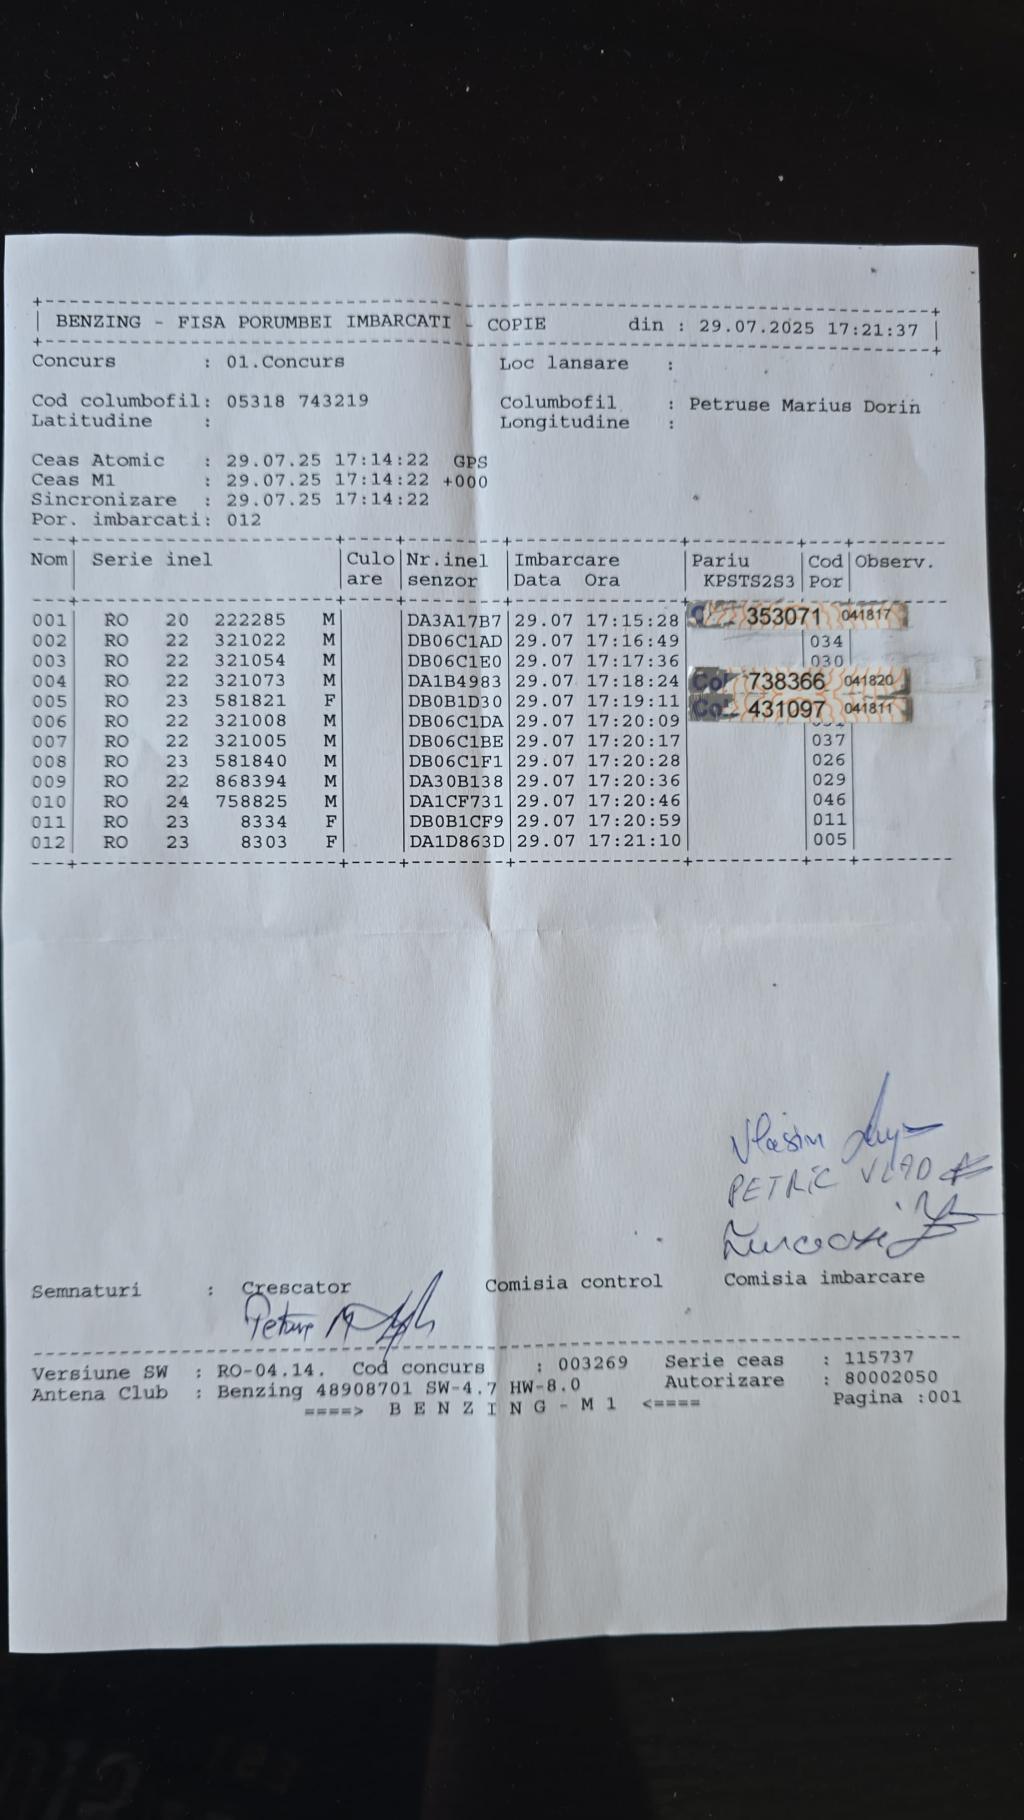 BENZING - FISA PORUMBEI IMBARCATI - COPIE din : 29.07.2025 17:21:37
Concurs : 01.Concurs Loc lansare :
Cod columbofil: 05318 743219 Columbofil : Petruse Marius Dorin
Latitudine : Longitudine :
Ceas Atomic : 29.07.25 17:14:22 GPS
Ceas M1 : 29.07.25 17:14:22 +000
Sincronizare : 29.07.25 17:14:22
Por. imbarcati: 012
Nom Serie inel Culo Nr.inel Imbarcare Pariu Cod Observ.
are senzor Data Ora KPSTS2S3 Por
001 RO 20 222285 M DA3A17B7 29.07 17:15:28 353071 041817
002 RO 22 321022 M DB06C1AD 29.07 17:16:49 034
003 RO 22 321054 M DB06C1E0 29.07 17:17:36 030
004 RO 22 321073 M DA1B4983 29.07 17:18:24 738366 041820
005 RO 23 581821 F DB0B1D30 29.07 17:19:11 431097 041811
006 RO 22 321008 M DB06C1DA 29.07 17:20:09
007 RO 22 321005 M DB06C1BE 29.07 17:20:17 037
008 RO 23 581840 M DB06C1F1 29.07 17:20:28 026
009 RO 22 868394 M DA30B138 29.07 17:20:36 029
010 RO 24 758825 M DA1CF731 29.07 17:20:46 046
011 RO 23 8334 F DB0B1CF9 29.07 17:20:59 011
012 RO 23 8303 F DA1D863D 29.07 17:21:10 005
PETRIC VLAD
Semnaturi : Crescator Comisia control Comisia imbarcare
Versiune SW : RO-04.14. Cod concurs : 003269 Serie ceas : 115737
Antena Club : Benzing 48908701 SW-4.7 HW-8.0 Autorizare : 80002050
====> B E N Z I N G - M 1 <==== Pagina :001